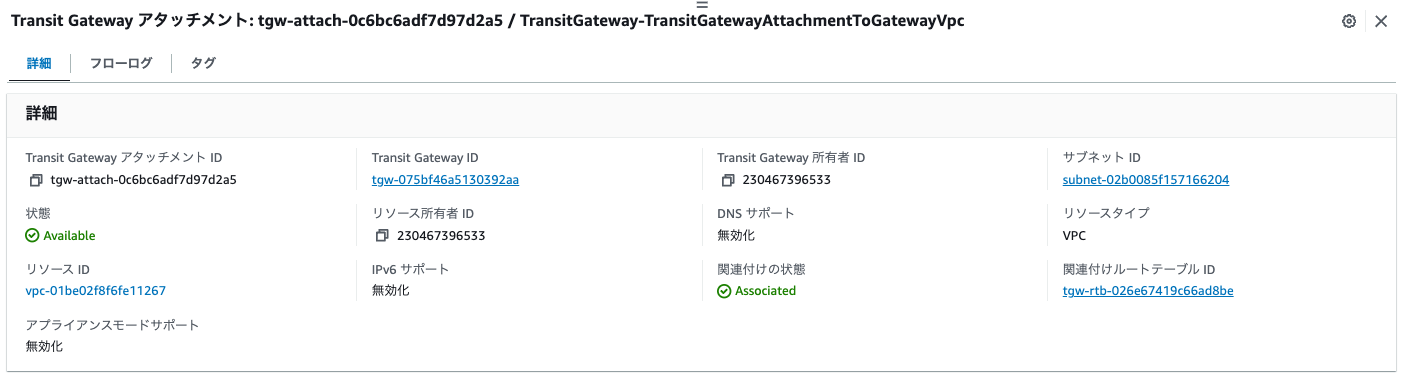 Transit Gateway アタッチメント: tgw-attach-0c6bc6adf7d97d2a5 / TransitGateway-TransitGatewayAttachmentToGatewayVpc
詳細
フローログ
タグ
詳細
Transit Gateway アタッチメント ID
tgw-attach-0c6bc6adf7d97d2a5
Transit Gateway ID
tgw-075bf46a5130392aa
Transit Gateway 所有者 ID
230467396533
サブネット ID
subnet-02b0085f157166204
状態
Available
リソース所有者 ID
230467396533
DNS サポート
無効化
リソースタイプ
VPC
リソース ID
vpc-01be02f8f6fe11267
IPv6 サポート
無効化
関連付けの状態
Associated
関連付けルートテーブル ID
tgw-rtb-026e67419c66ad8be
アプライアンスモードサポート
無効化